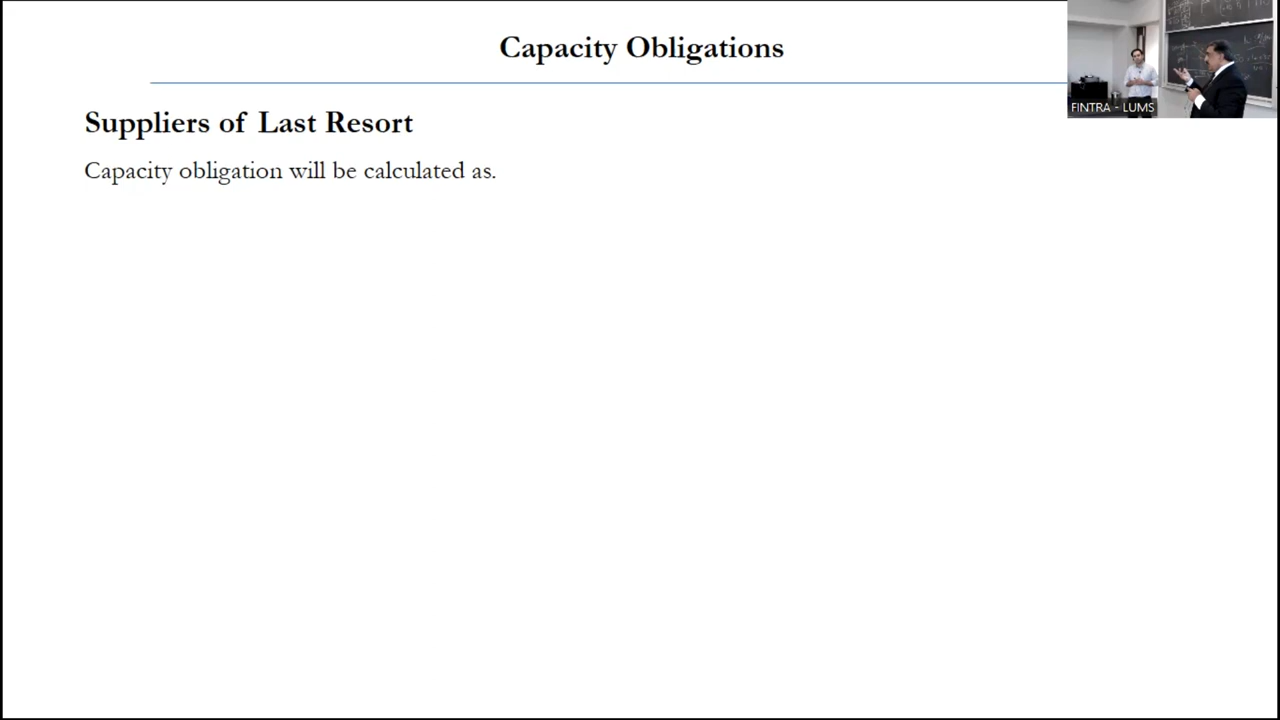 Capacity Obligations
FINTRA - LUMS
Suppliers of Last Resort
Capacity obligation will be calculated as.